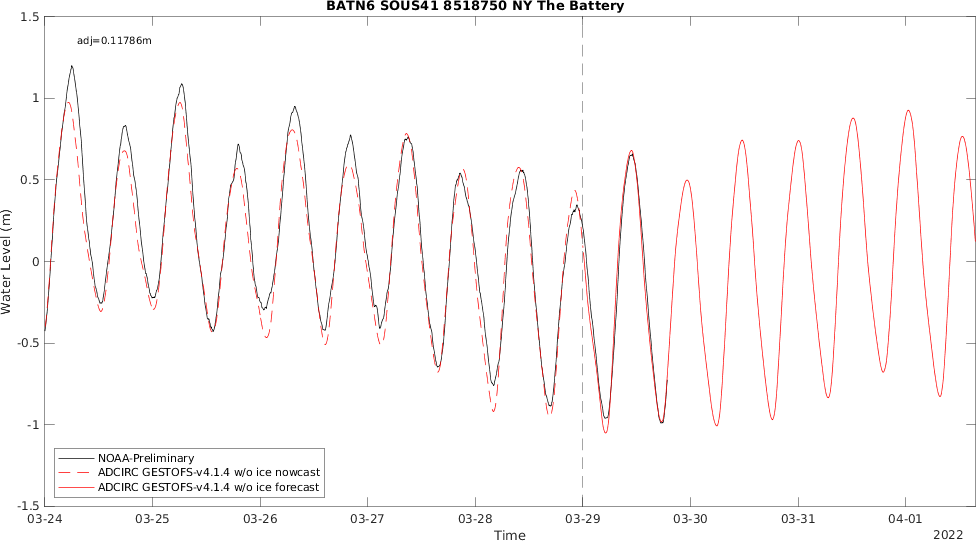 BATN6 SOUS41 8518750 NY The Battery
1.5
adj=0.11786m
1
0.5
0
-0.5
-1
-1.5
Water Level (m)
NOAA-Preliminary
ADCIRC GESTOFS-v4.1.4 w/o ice nowcast
ADCIRC GESTOFS-v4.1.4 w/o ice forecast
03-24 03-25 03-26 03-27 03-28 03-29 03-30 03-31 04-01
Time
2022